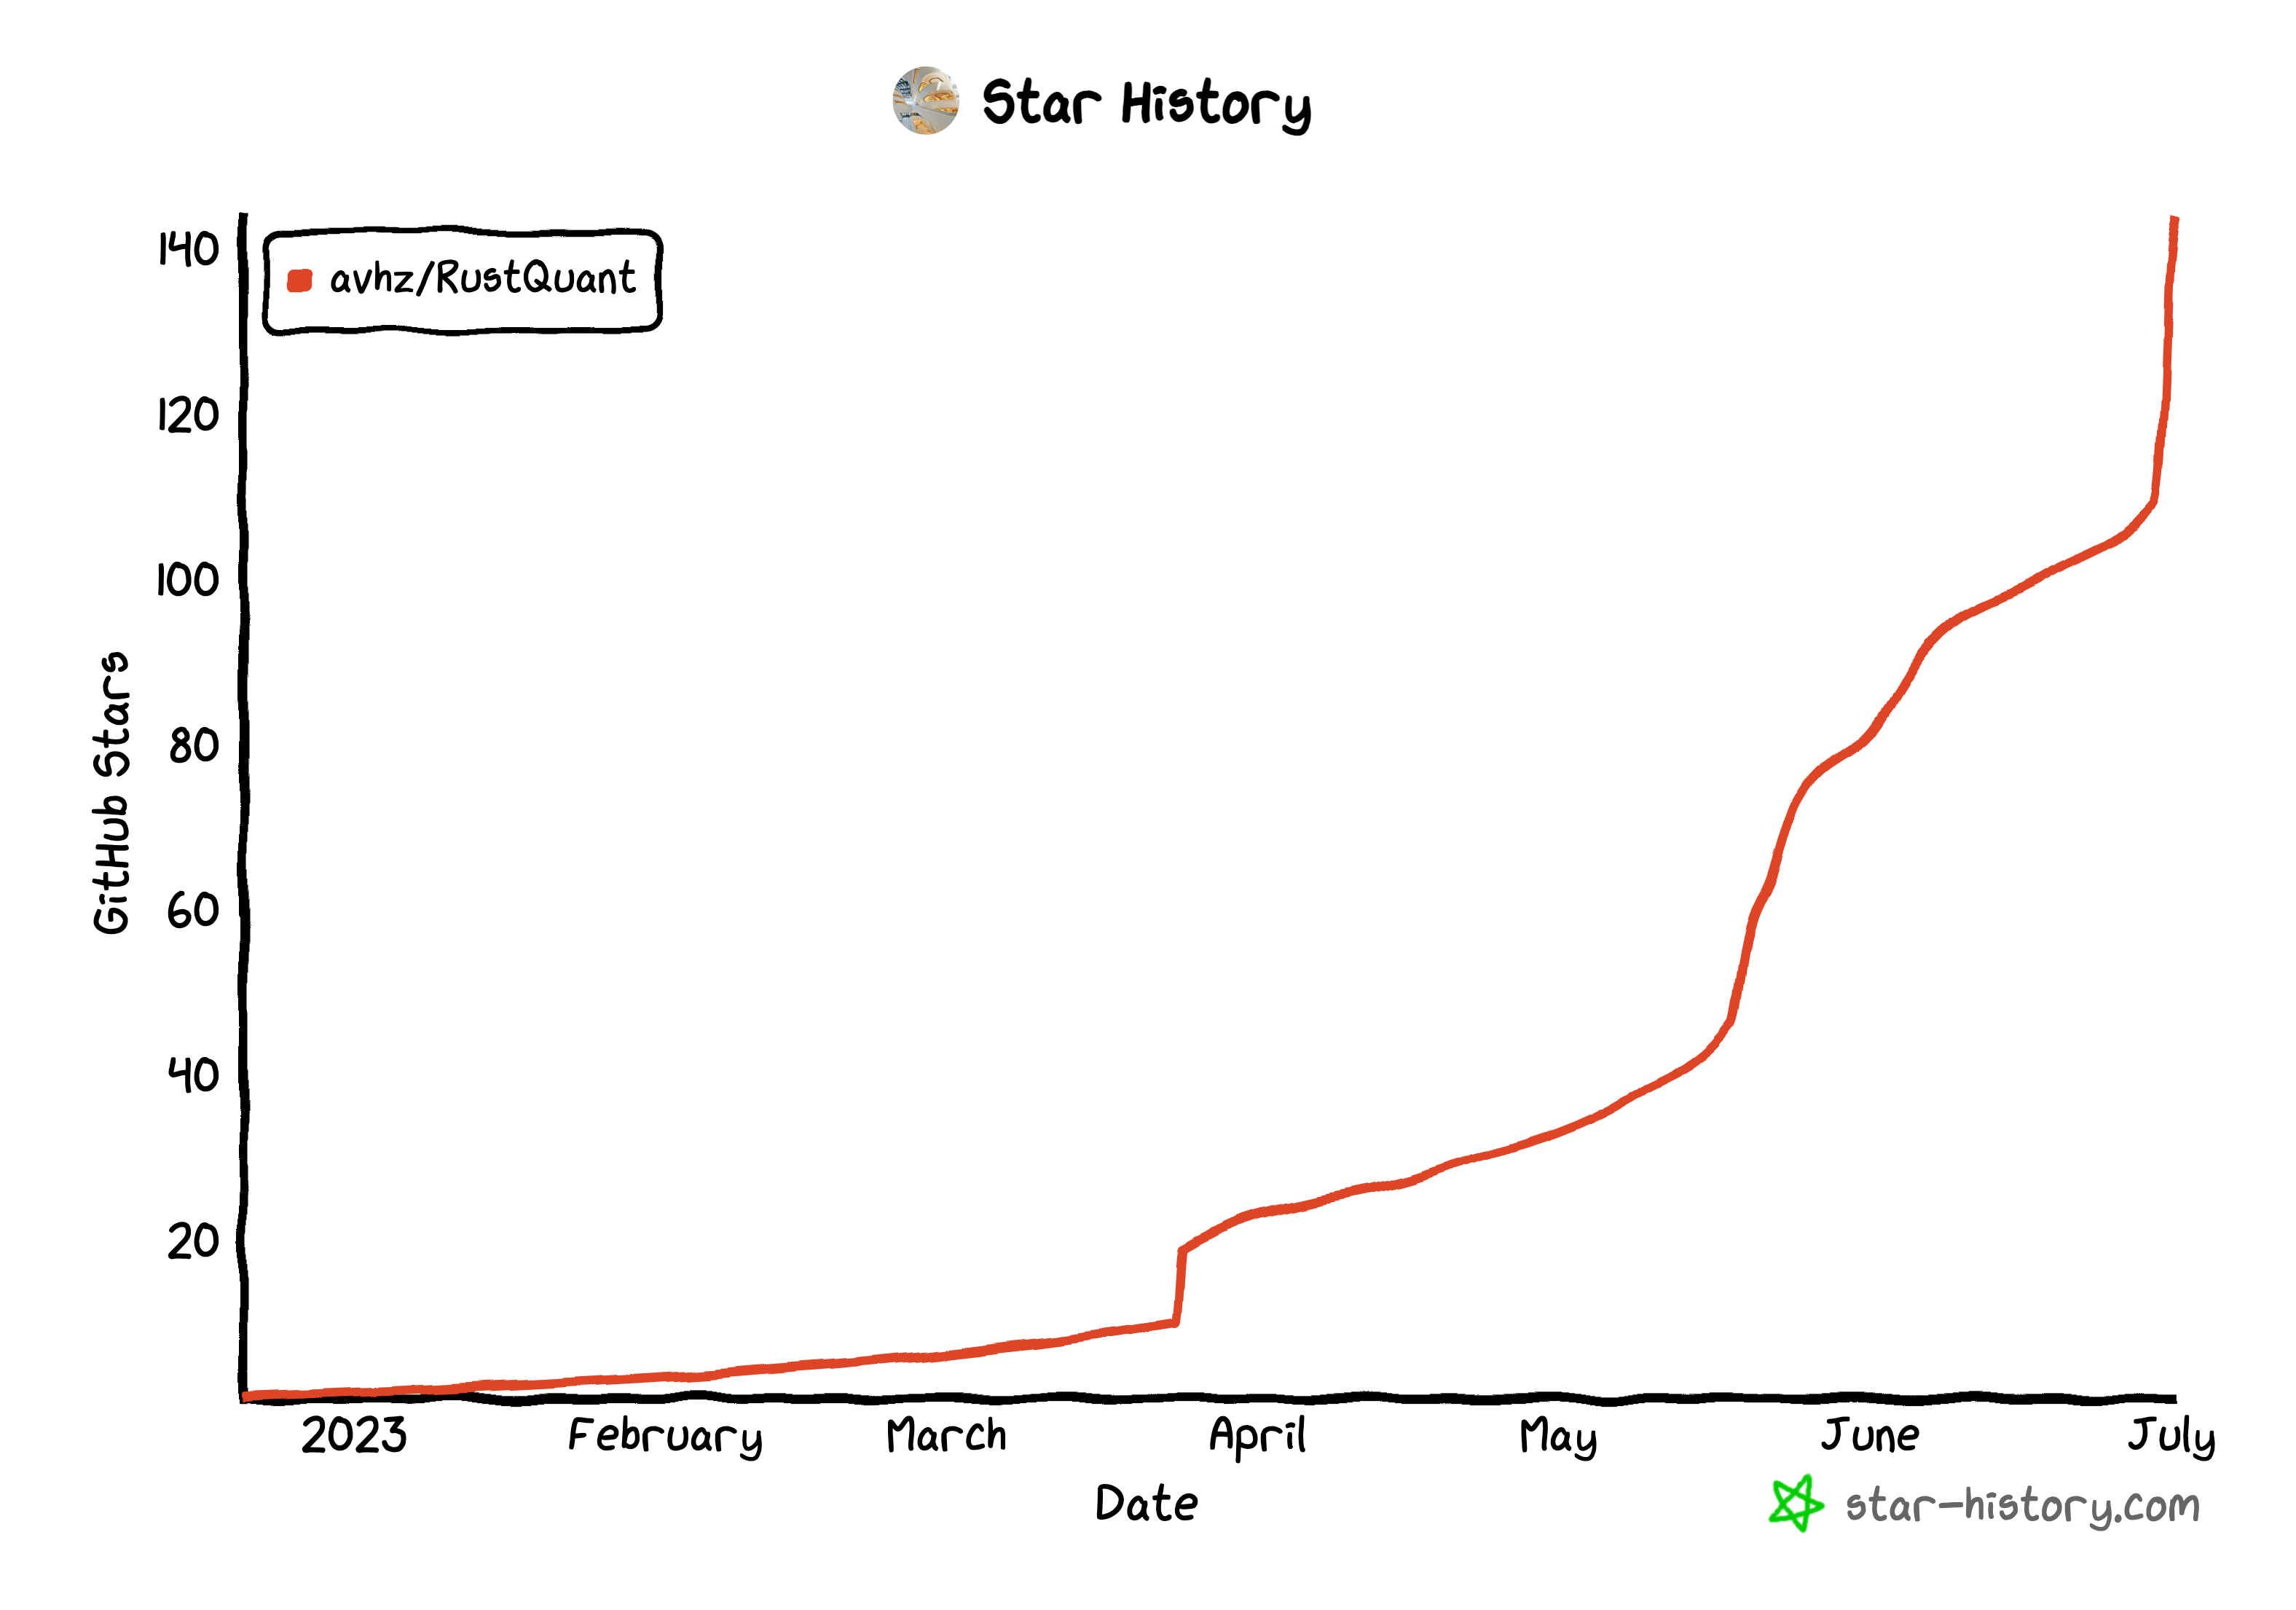 Star History
avhz/RustQuant
140
120
100
80
60
40
20
GitHub Stars
2023 February March April May June July
Date
star-history.com